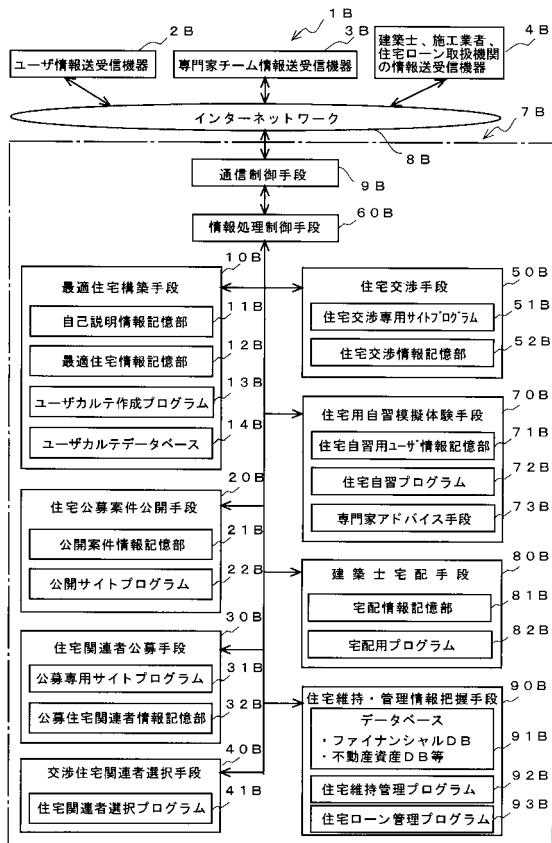 1B
2B
ユーザ情報送受信機器
3B
専門家チーム情報送受信機器
4B
建築士、施工業者、
住宅ローン取扱機関
の情報送受信機器
インターネットワーク
7B
8B
通信制御手段
9B
情報処理制御手段
60B
10B
最適住宅構築手段
11B
自己説明情報記憶部
12B
最適住宅情報記憶部
13B
ユーザカルテ作成プログラム
14B
ユーザカルテデータベース
20B
住宅公募案件公開手段
21B
公開案件情報記憶部
22B
公開サイトプログラム
30B
住宅関連者公募手段
31B
公募専用サイトプログラム
32B
公募住宅関連者情報記憶部
40B
交渉住宅関連者選択手段
41B
住宅関連者選択プログラム
50B
住宅交渉手段
51B
住宅交渉専用サイトプログラム
52B
住宅交渉情報記憶部
70B
住宅用自習模擬体験手段
71B
住宅自習用ユーザ情報記憶部
72B
住宅自習プログラム
73B
専門家アドバイス手段
80B
建築士宅配手段
81B
宅配情報記憶部
82B
宅配用プログラム
90B
住宅維持・管理情報把握手段
データベース
・ファイナンシャルDB
・不動産資産DB等
91B
92B
住宅維持管理プログラム
93B
住宅ローン管理プログラム